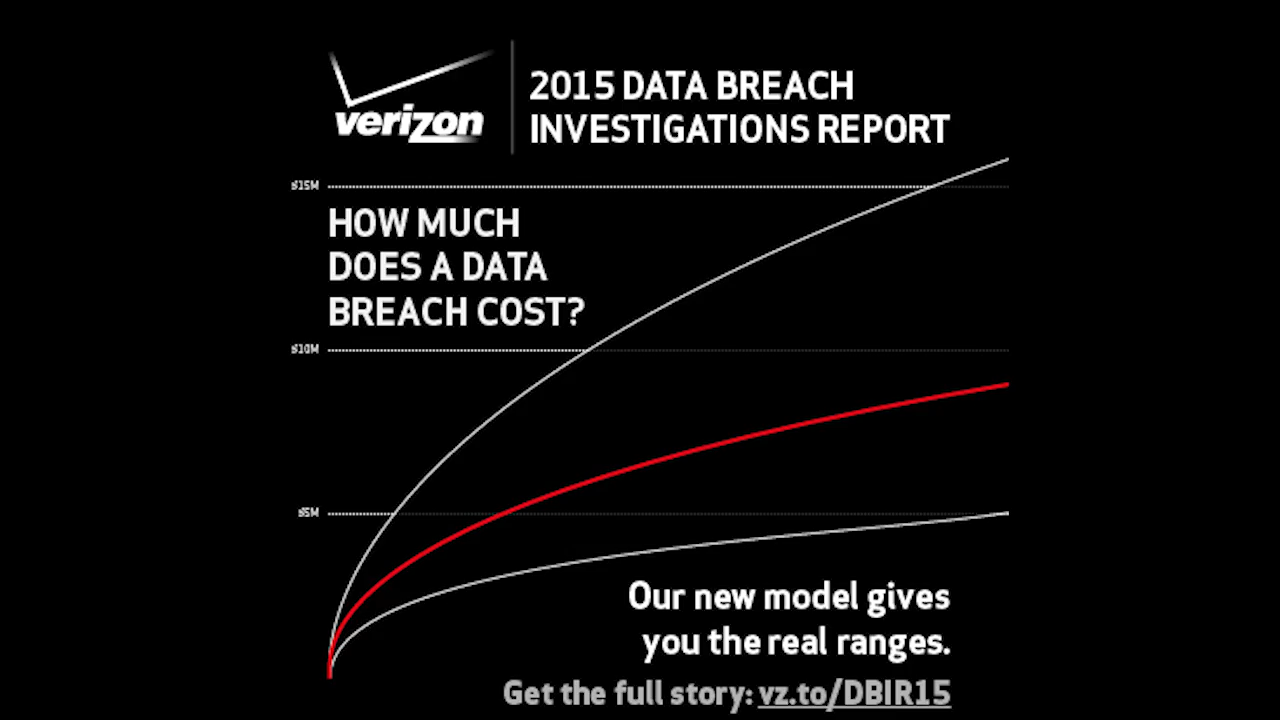 verizon
2015 DATA BREACH
INVESTIGATIONS REPORT
$15M
HOW MUCH
DOES A DATA
BREACH COST?
$10M
$5M
Our new model gives
you the real ranges.
Get the full story: vz.to/DBIR15